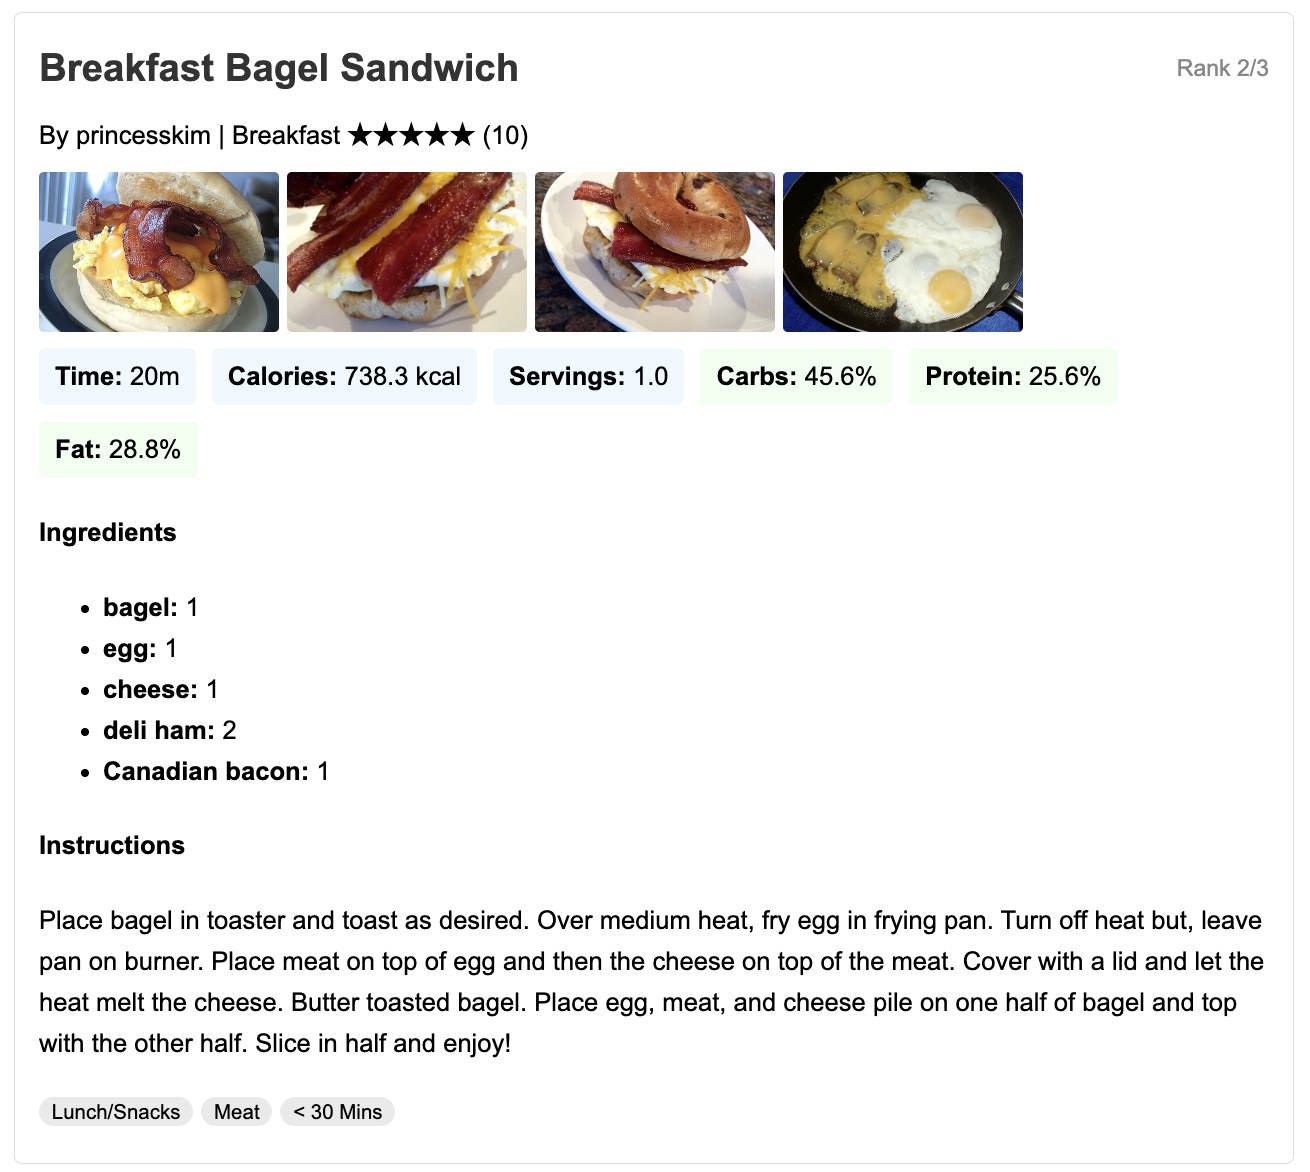 Breakfast Bagel Sandwich
Rank 2/3
By princesskim | Breakfast ★★★★★ (10)
Time: 20m
Calories: 738.3 kcal
Servings: 1.0
Carbs: 45.6%
Protein: 25.6%
Fat: 28.8%
Ingredients
• bagel: 1
• egg: 1
• cheese: 1
• deli ham: 2
• Canadian bacon: 1
Instructions
Place bagel in toaster and toast as desired. Over medium heat, fry egg in frying pan. Turn off heat but, leave
pan on burner. Place meat on top of egg and then the cheese on top of the meat. Cover with a lid and let the
heat melt the cheese. Butter toasted bagel. Place egg, meat, and cheese pile on one half of bagel and top
with the other half. Slice in half and enjoy!
Lunch/Snacks
Meat
< 30 Mins